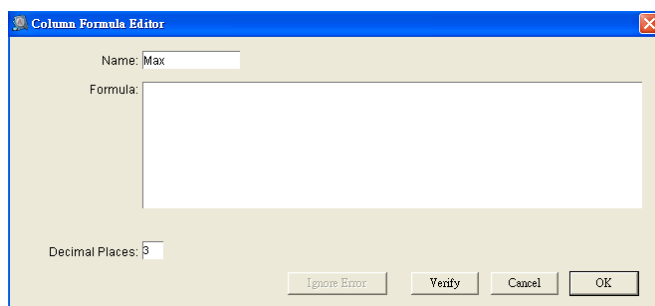 Column Formula Editor
Name: Max
Formula:
Decimal Places: 3
Ignore Error Verify Cancel OK